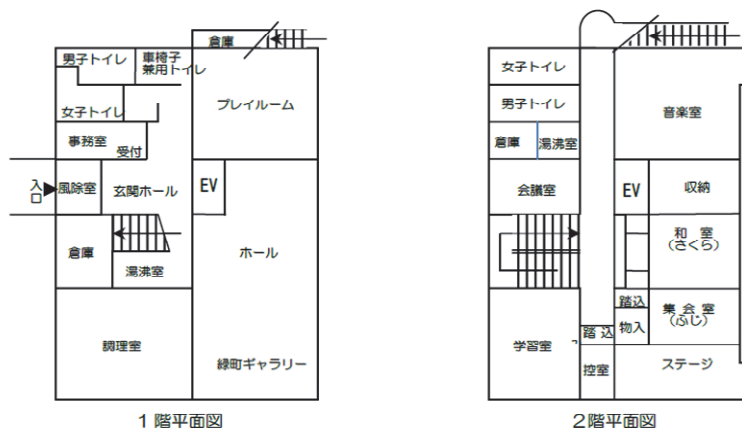 倉庫
男子トイレ
車椅子
兼用トイレ
プレイルーム
女子トイレ
事務室
受付
入口
風除室
玄関ホール
EV
倉庫
湯沸室
ホール
調理室
緑町ギャラリー
1階平面図
女子トイレ
男子トイレ
音楽室
倉庫
湯沸室
会議室
EV
収納
和室
(さくら)
踏込
物入
集会室
(ふじ)
学習室
踏込
控室
ステージ
2階平面図